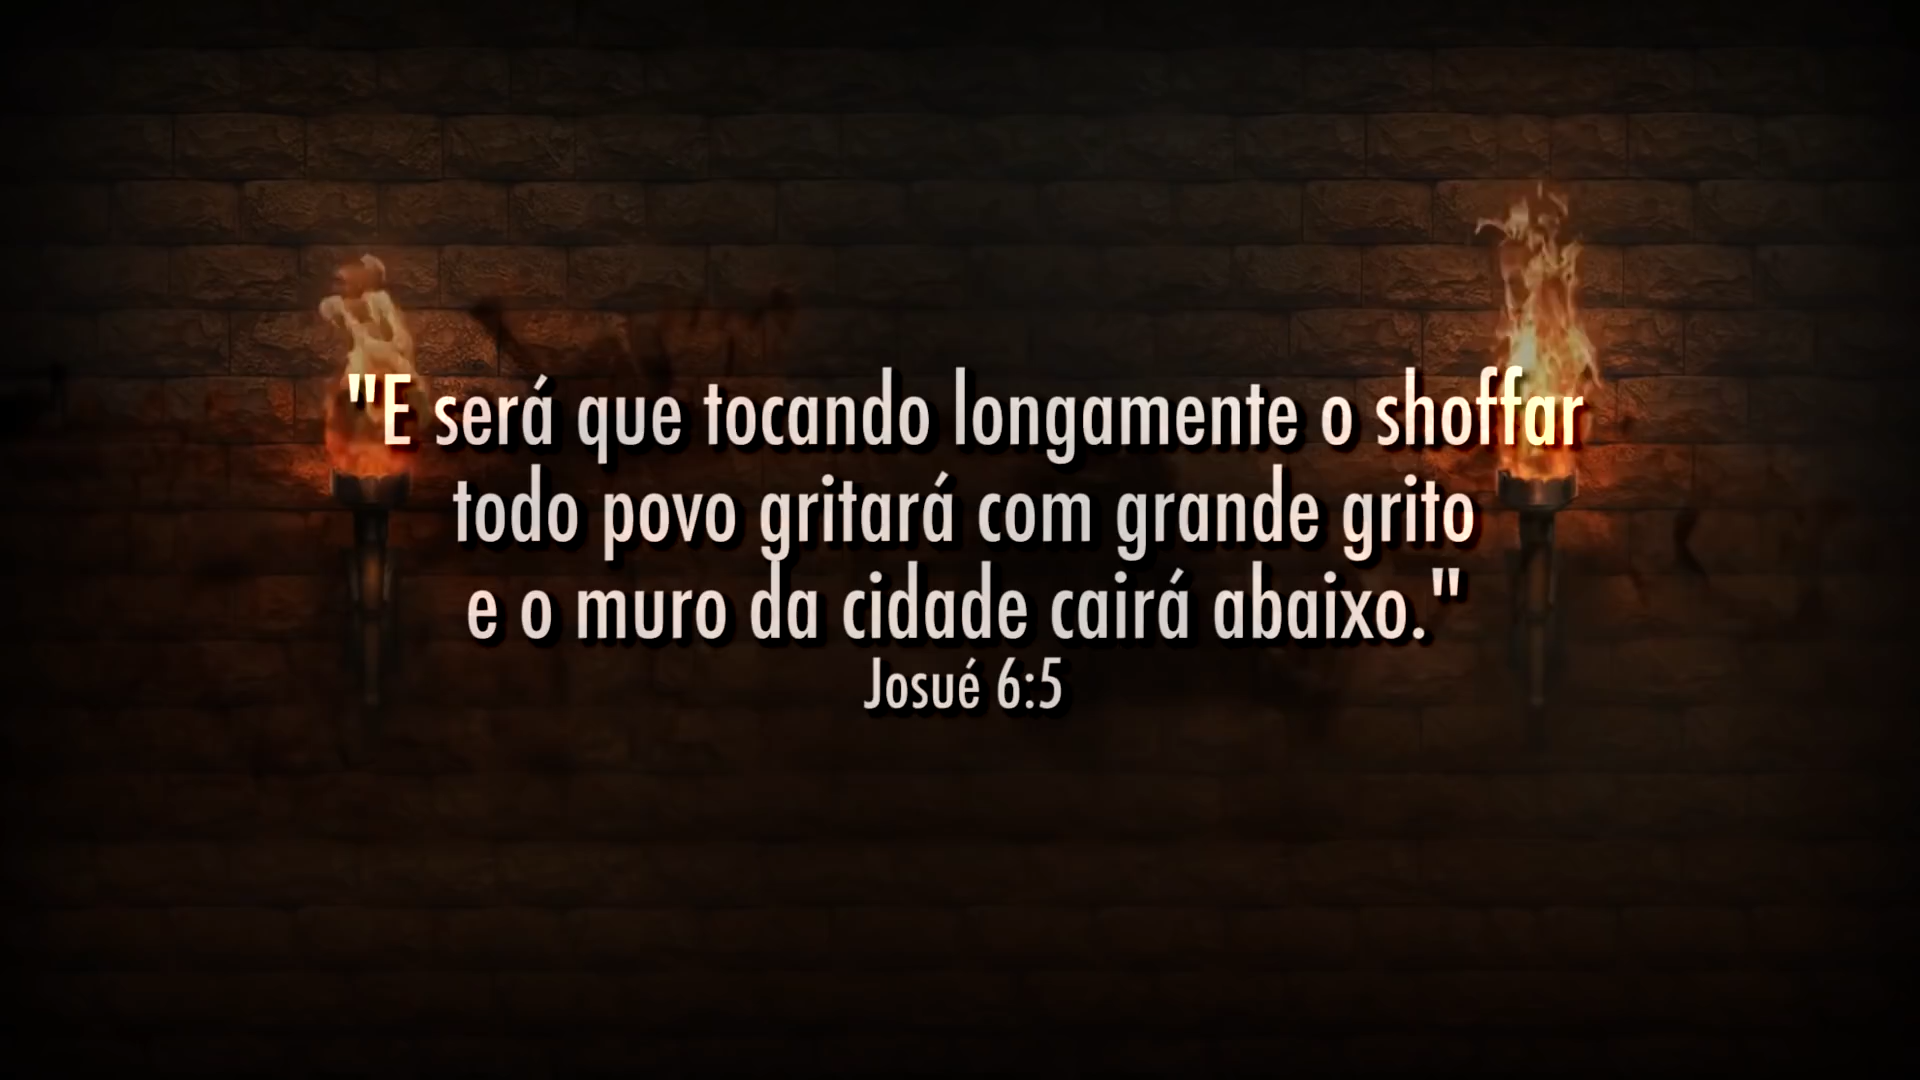 "E será que tocando longamente o shoffar
todo povo gritará com grande grito
e o muro da cidade cairá abaixo."
Josué 6:5